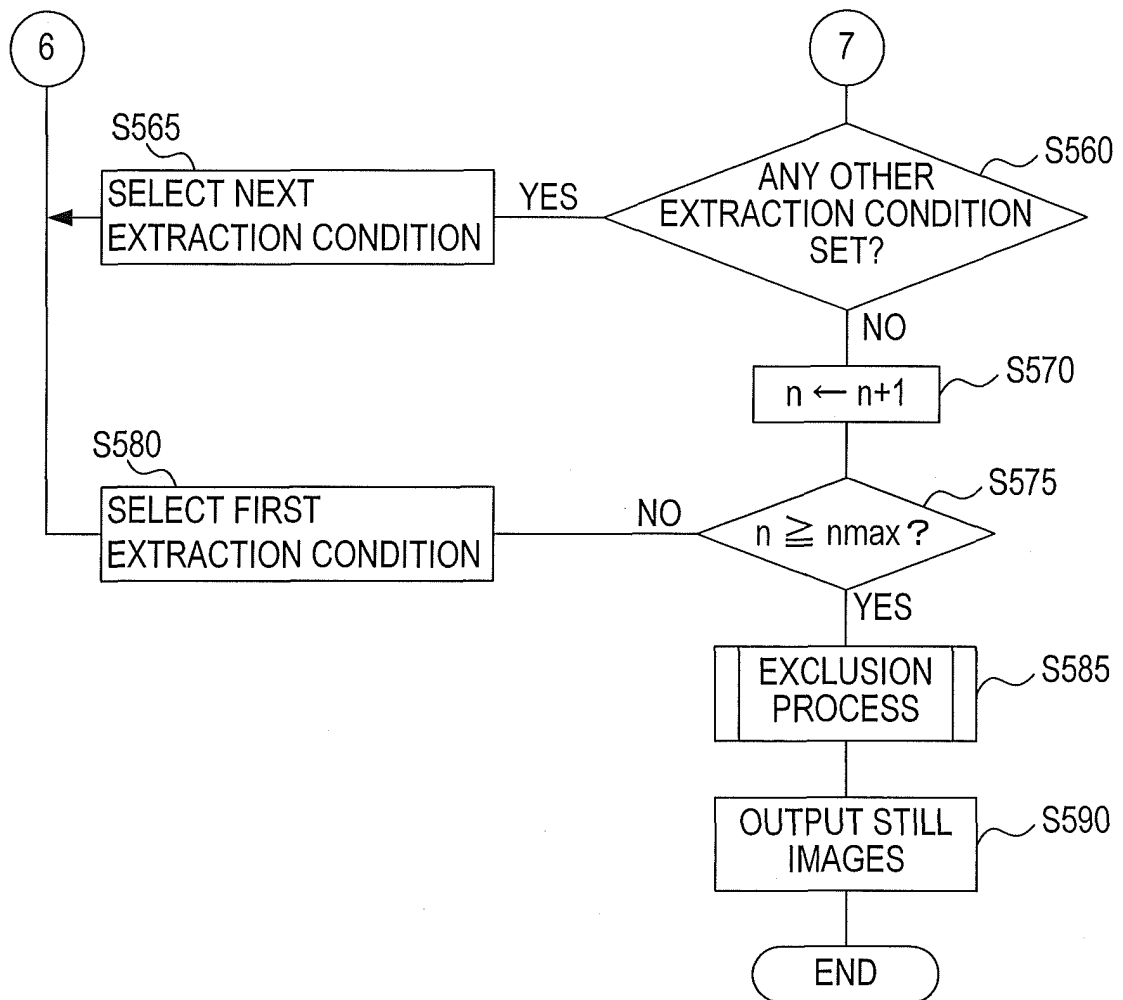 6
7
S565
SELECT NEXT
EXTRACTION CONDITION
YES
ANY OTHER
EXTRACTION CONDITION
SET?
S560
NO
n ← n+1
S570
S580
SELECT FIRST
EXTRACTION CONDITION
NO
n ≧ nmax ?
S575
YES
EXCLUSION
PROCESS
S585
OUTPUT STILL
IMAGES
S590
END